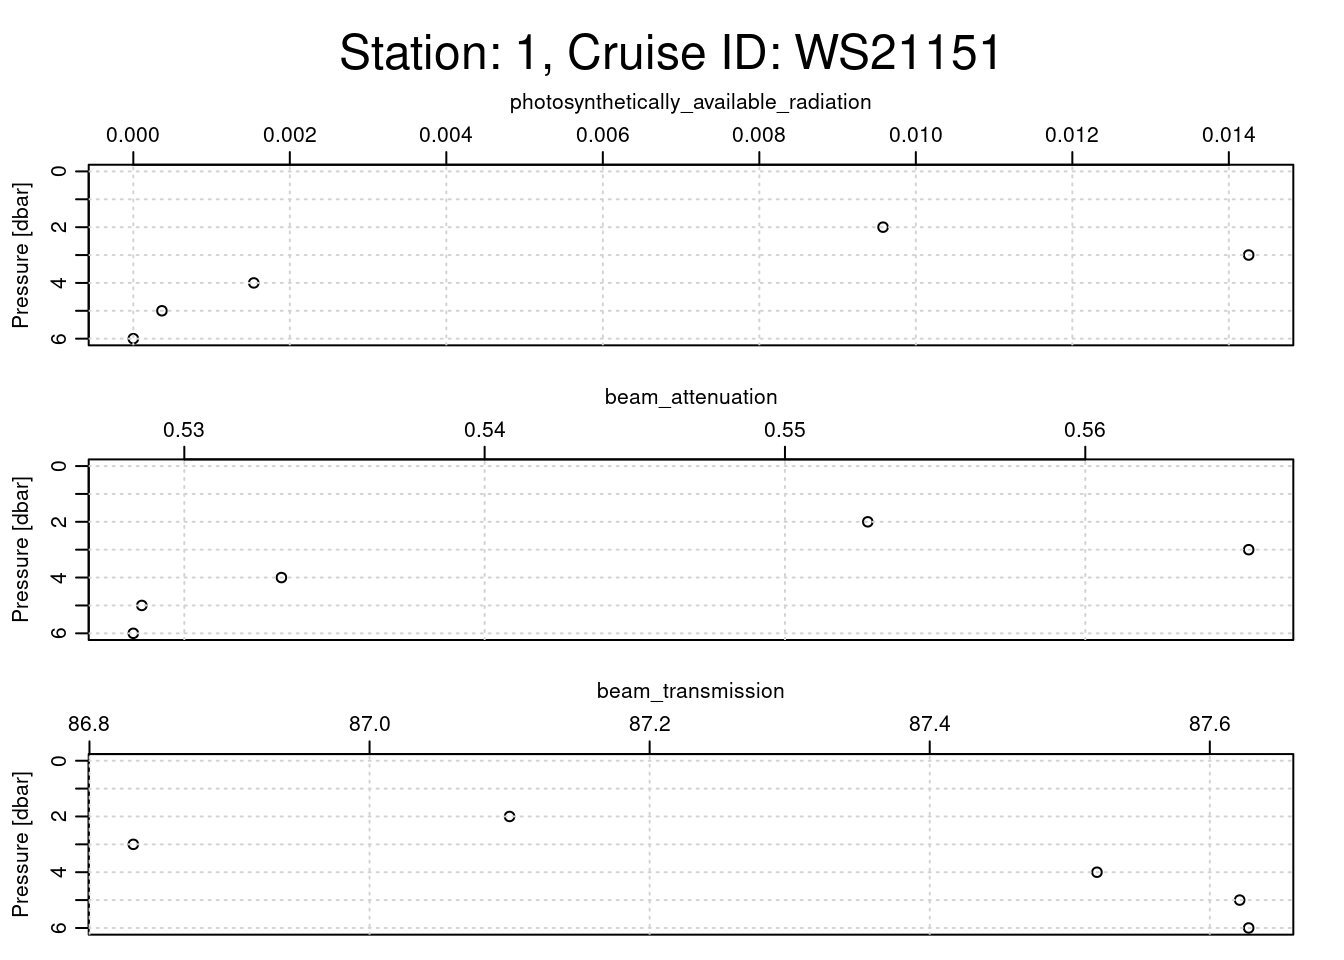 Station: 1, Cruise ID: WS21151
photosynthetically_available_radiation
0.000 0.002 0.004 0.006 0.008 0.010 0.012 0.014
Pressure [dbar]
0
2
4
6
beam_attenuation
0.53 0.54 0.55 0.56
Pressure [dbar]
0
2
4
6
beam_transmission
86.8 87.0 87.2 87.4 87.6
Pressure [dbar]
0
2
4
6